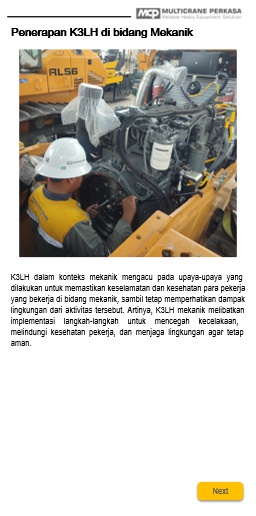 MCP MULTICRANE PERKASA
Reliable Heavy Equipment Solution
Penerapan K3LH di bidang Mekanik
RL56
K3LH dalam konteks mekanik mengacu pada upaya-upaya yang
dilakukan untuk memastikan keselamatan dan kesehatan para pekerja
yang bekerja di bidang mekanik, sambil tetap memperhatikan dampak
lingkungan dari aktivitas tersebut. Artinya, K3LH mekanik melibatkan
implementasi langkah-langkah untuk mencegah kecelakaan,
melindungi kesehatan pekerja, dan menjaga lingkungan agar tetap
aman.
Next